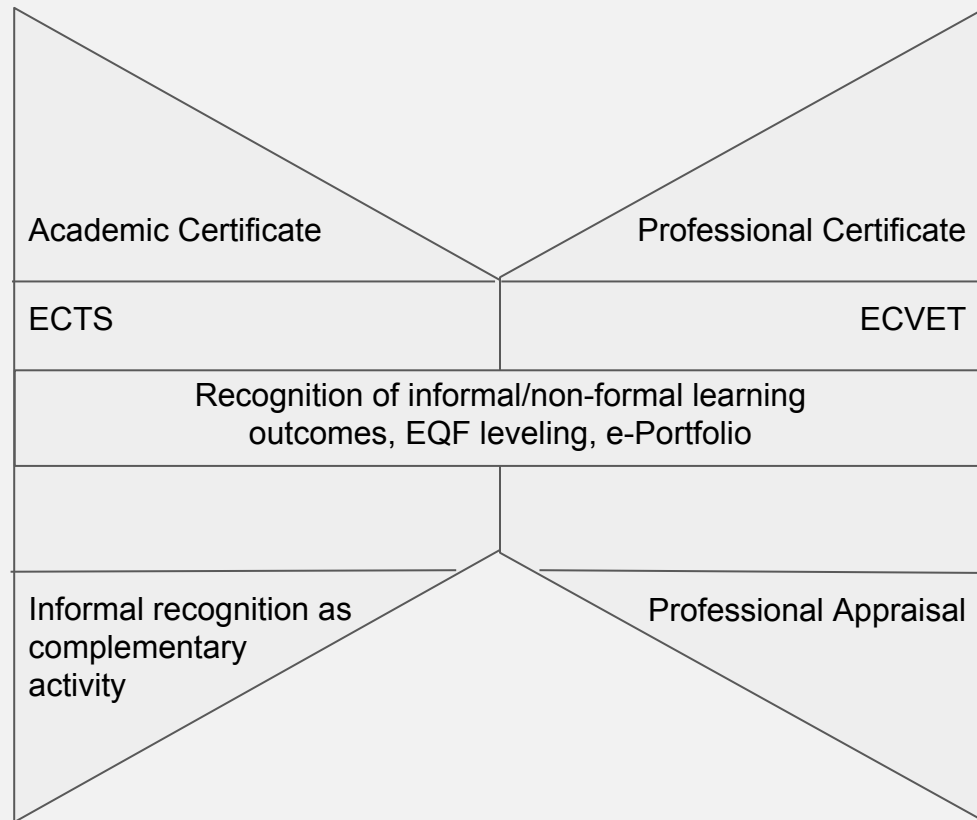 Academic Certificate
Professional Certificate
ECTS
ECVET
Recognition of informal/non-formal learning
outcomes, EQF leveling, e-Portfolio
Informal recognition as
complementary
activity
Professional Appraisal